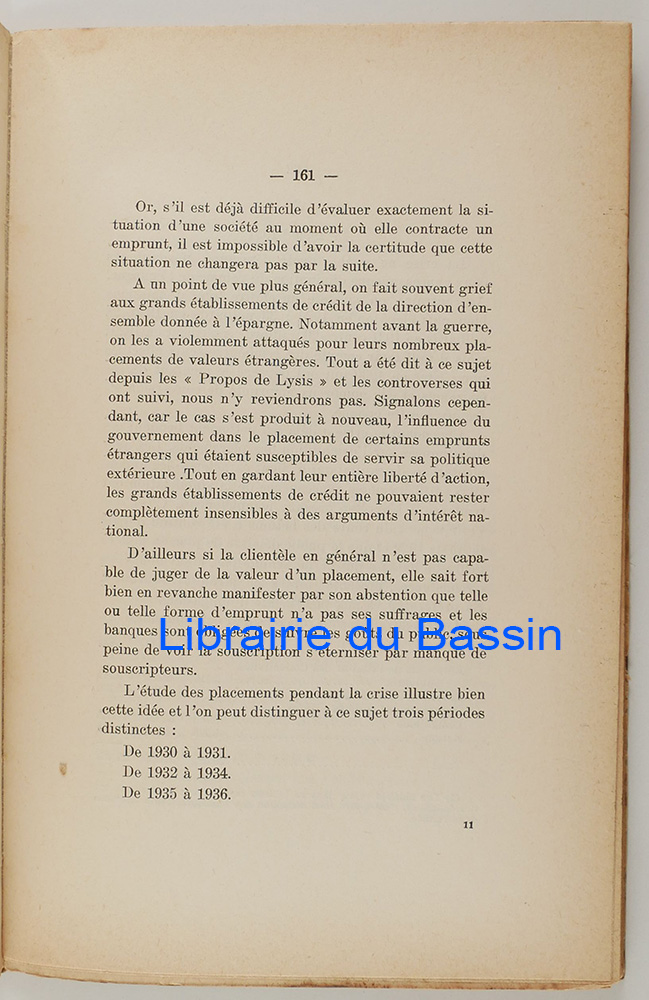 — 161 —
Or, s'il est déjà difficile d'évaluer exactement la si-
tuation d'une société au moment où elle contracte un
emprunt, il est impossible d'avoir la certitude que cette
situation ne changera pas par la suite.
A un point de vue plus général, on fait souvent grief
aux grands établissements de crédit de la direction d'en-
semble donnée à l'épargne. Notamment avant la guerre,
on les a violemment attaqués pour leurs nombreux pla-
cements de valeurs étrangères. Tout a été dit à ce sujet
depuis les « Propos de Lysis » et les controverses qui
ont suivi, nous n'y reviendrons pas. Signalons cepen-
dant, car le cas s'est produit à nouveau, l'influence du
gouvernement dans le placement de certains emprunts
étrangers qui étaient susceptibles de servir sa politique
extérieure .Tout en gardant leur entière liberté d'action,
les grands établissements de crédit ne pouvaient rester
complètement insensibles à des arguments d'intérêt na-
tional.
D'ailleurs si la clientèle en général n'est pas capa-
ble de juger de la valeur d'un placement, elle sait fort
bien en revanche manifester par son abstention que telle
ou telle forme d'emprunt n'a pas ses suffrages et les
banques sont obligées de suivre les goûts du public, sous
peine de voir la souscription s'éterniser par manque de
souscripteurs.
L'étude des placements pendant la crise illustre bien
cette idée et l'on peut distinguer à ce sujet trois périodes
distinctes :
De 1930 à 1931.
De 1932 à 1934.
De 1935 à 1936.
11
Librairie du Bassin